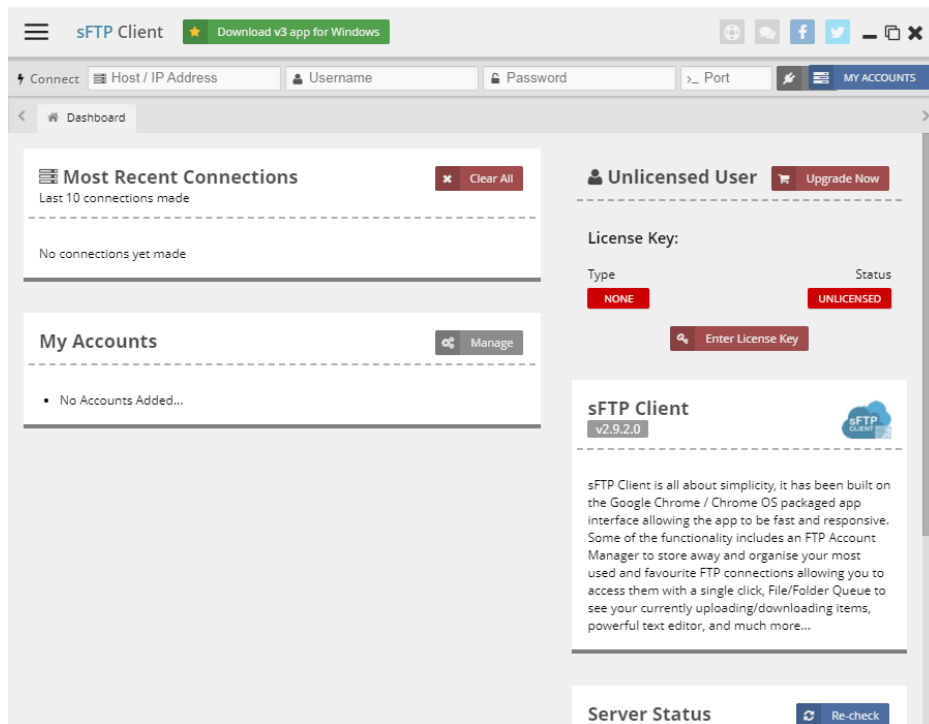 sFTP Client
Download v3 app for Windows
Connect
Host / IP Address
Username
Password
>_ Port
MY ACCOUNTS
Dashboard
Most Recent Connections
Clear All
Last 10 connections made
No connections yet made
My Accounts
Manage
No Accounts Added...
Unlicensed User
Upgrade Now
License Key:
Type
Status
NONE
UNLICENSED
Enter License Key
sFTP Client
v2.9.2.0
sFTP
CLIENT
sFTP Client is all about simplicity, it has been built on
the Google Chrome / Chrome OS packaged app
interface allowing the app to be fast and responsive.
Some of the functionality includes an FTP Account
Manager to store away and organise your most
used and favourite FTP connections allowing you to
access them with a single click, File/Folder Queue to
see your currently uploading/downloading items,
powerful text editor, and much more...
Server Status
Re-check